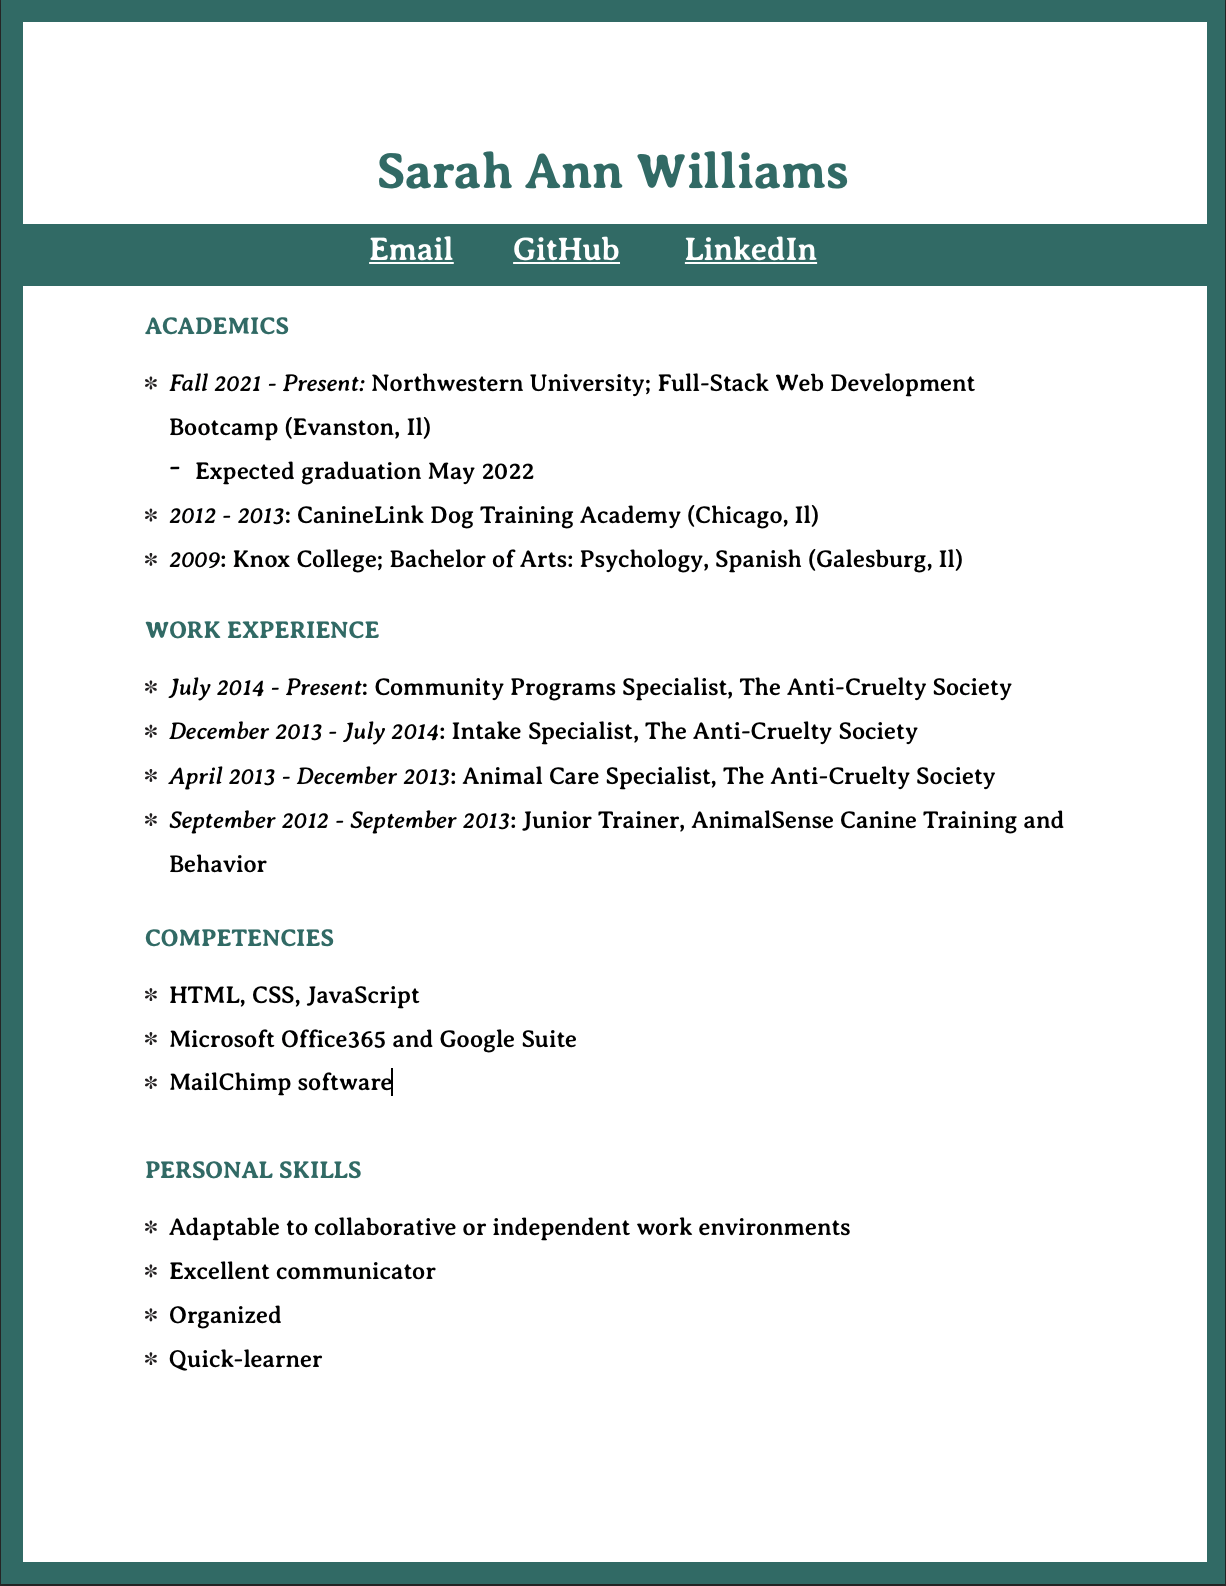 Sarah Ann Williams
Email GitHub LinkedIn
ACADEMICS
* Fall 2021 - Present: Northwestern University; Full-Stack Web Development
Bootcamp (Evanston, Il)
- Expected graduation May 2022
* 2012 - 2013: CanineLink Dog Training Academy (Chicago, Il)
* 2009: Knox College; Bachelor of Arts: Psychology, Spanish (Galesburg, Il)
WORK EXPERIENCE
* July 2014 - Present: Community Programs Specialist, The Anti-Cruelty Society
* December 2013 - July 2014: Intake Specialist, The Anti-Cruelty Society
* April 2013 - December 2013: Animal Care Specialist, The Anti-Cruelty Society
* September 2012 - September 2013: Junior Trainer, AnimalSense Canine Training and
Behavior
COMPETENCIES
* HTML, CSS, JavaScript
* Microsoft Office365 and Google Suite
* MailChimp software
PERSONAL SKILLS
* Adaptable to collaborative or independent work environments
* Excellent communicator
* Organized
* Quick-learner